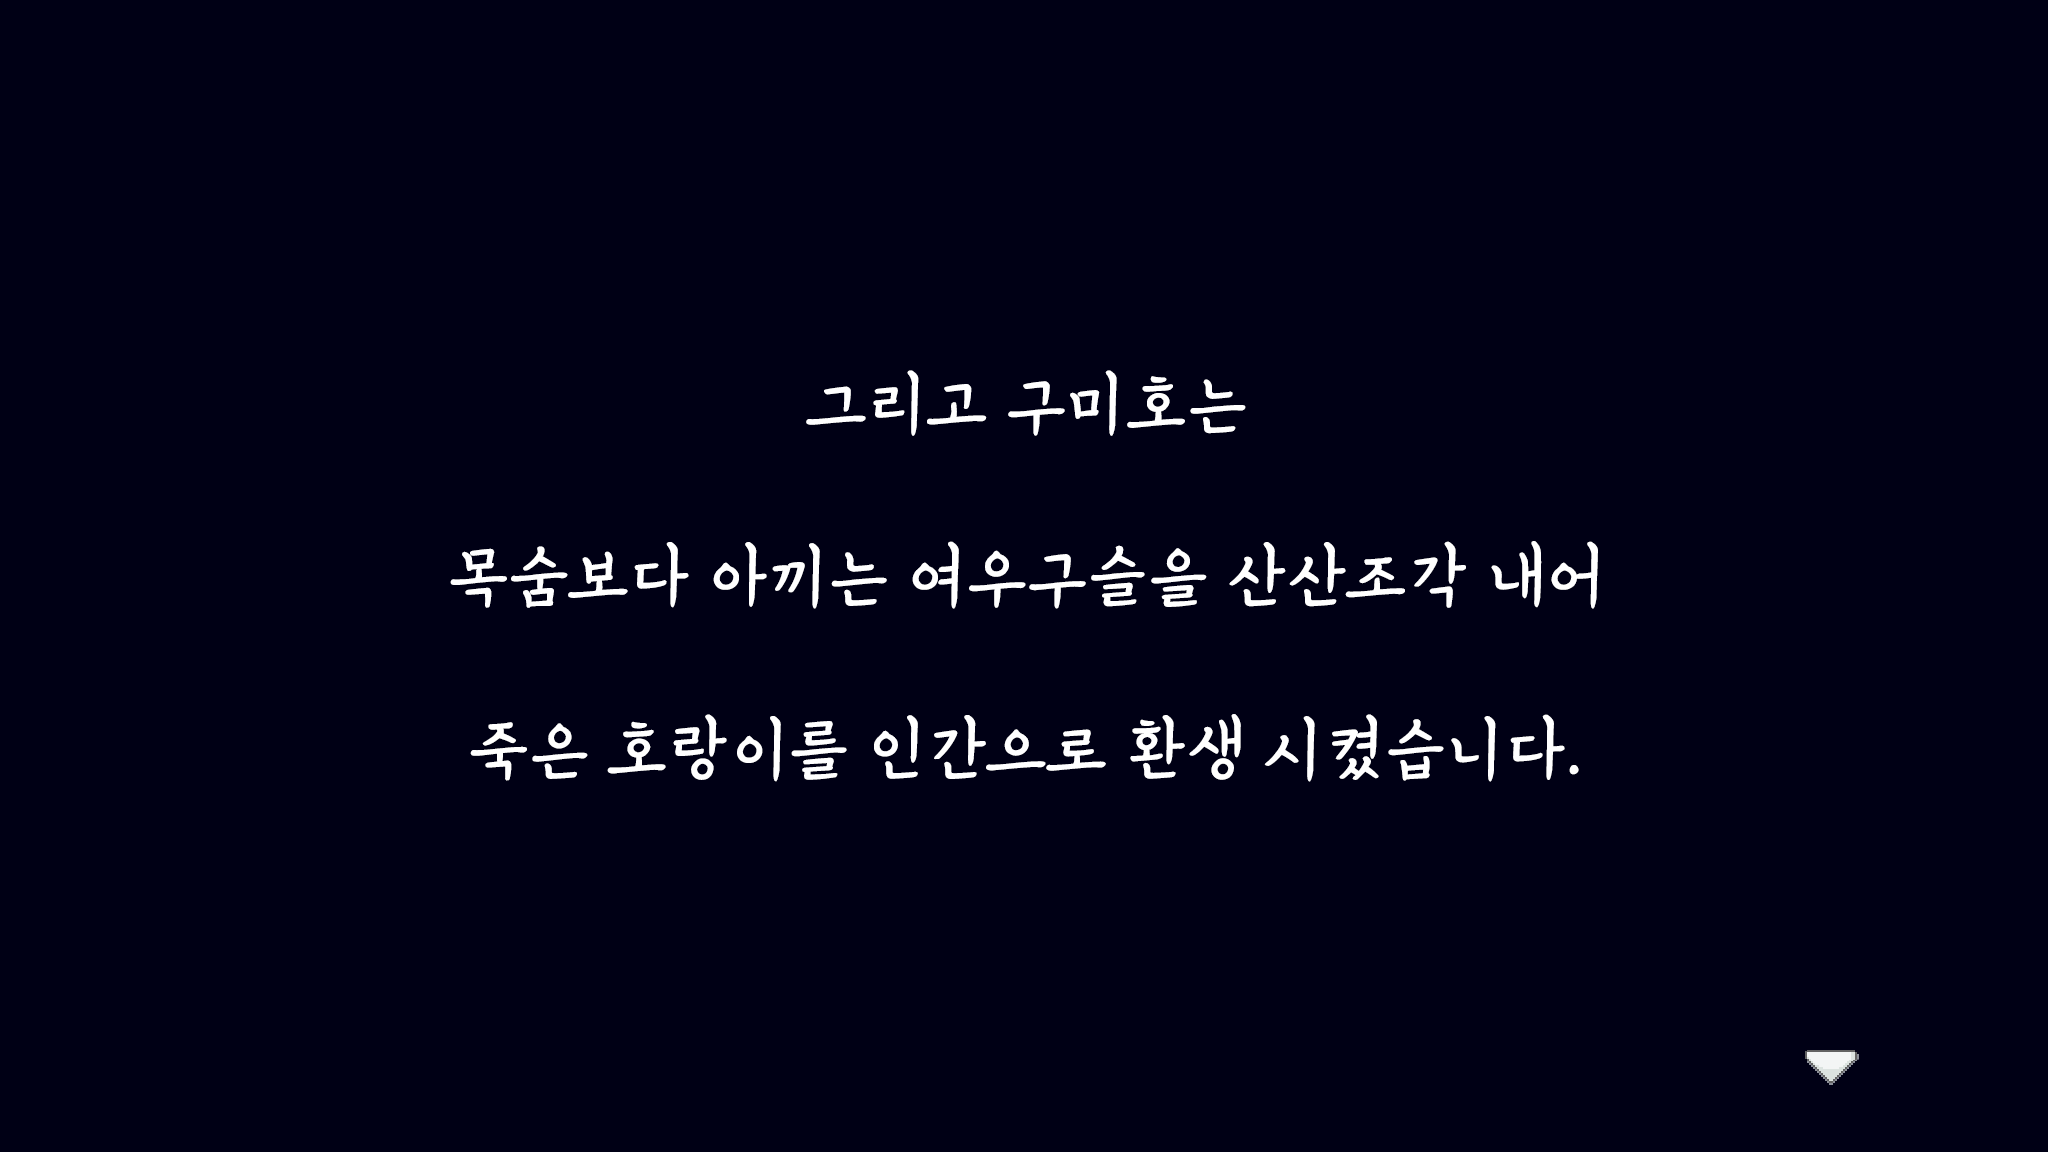 그리고 구미호는
목숨보다 아끼는 여우구슬을 산산조각 내어
죽은 호랑이를 인간으로 환생 시켰습니다.